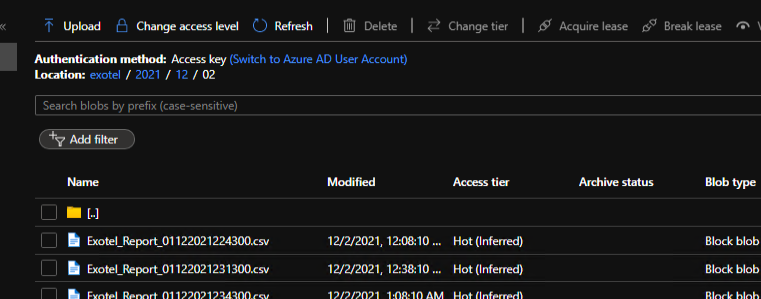 « Upload Change access level Refresh Delete Change tier Acquire lease Break lease
Authentication method: Access key (Switch to Azure AD User Account)
Location: exotel / 2021 / 12 / 02
Search blobs by prefix (case-sensitive)
Add filter
Name Modified Access tier Archive status Blob type
[..]
Exotel_Report_01122021224300.csv 12/2/2021, 12:08:10 ... Hot (Inferred) Block blob
Exotel_Report_01122021231300.csv 12/2/2021, 12:38:10 ... Hot (Inferred) Block blob
Exotel_Report_01122021234300.csv 12/2/2021, 1:08:10 AM Hot (Inferred) Block blob